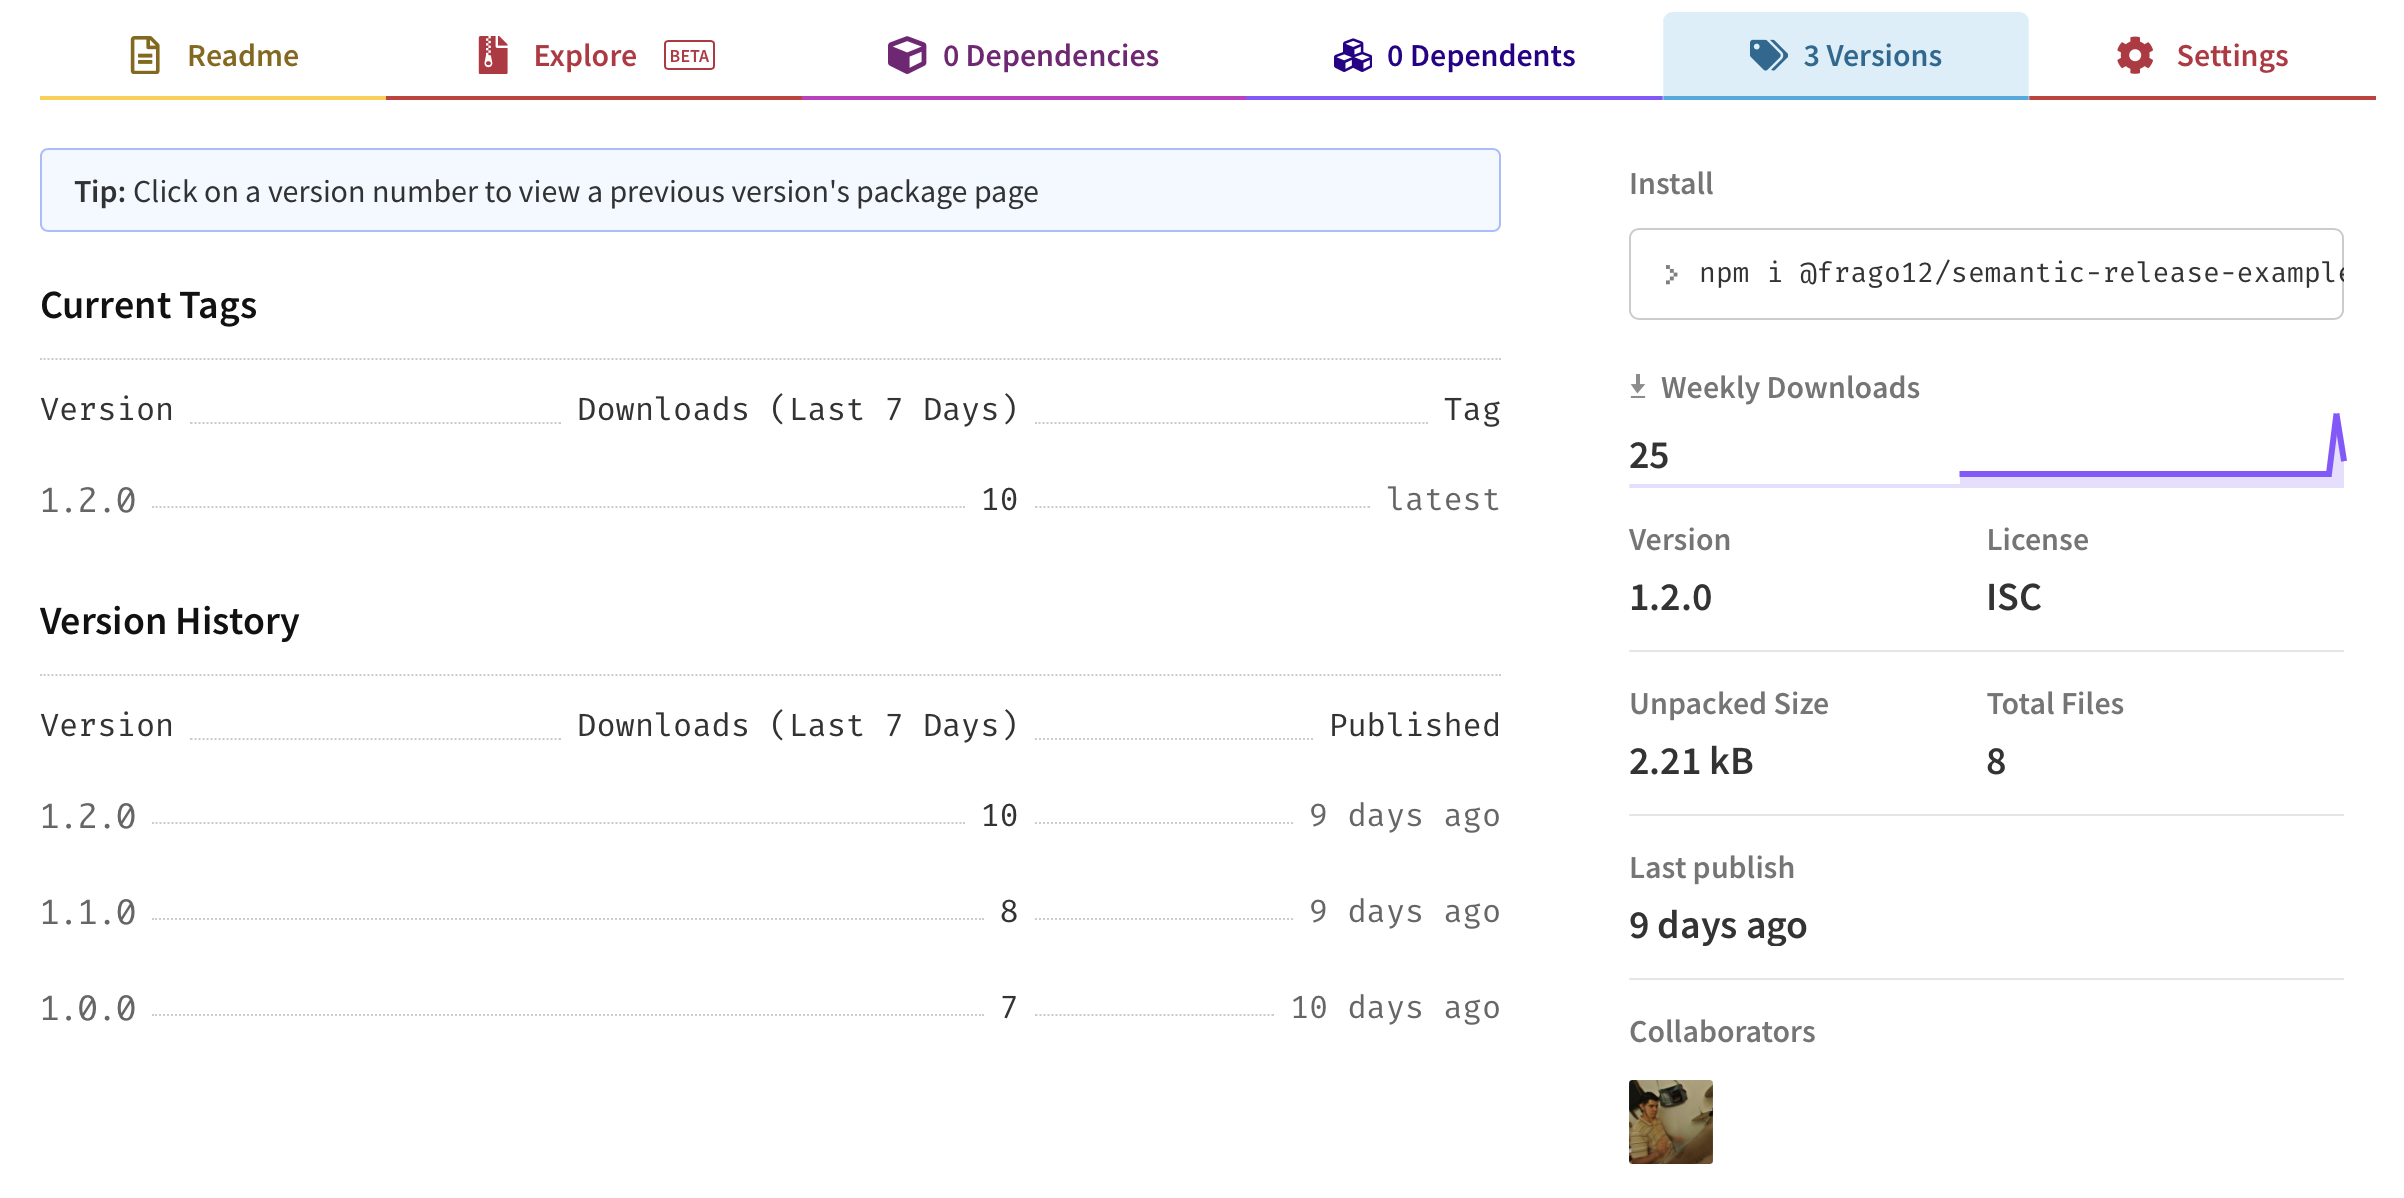 Readme
Explore BETA
0 Dependencies
0 Dependents
3 Versions
Settings
Tip: Click on a version number to view a previous version's package page
Current Tags
Version Downloads (Last 7 Days) Tag
1.2.0 10 latest
Version History
Version Downloads (Last 7 Days) Published
1.2.0 10 9 days ago
1.1.0 8 9 days ago
1.0.0 7 10 days ago
Install
npm i @frago12/semantic-release-example
Weekly Downloads
25
Version License
1.2.0 ISC
Unpacked Size Total Files
2.21 kB 8
Last publish
9 days ago
Collaborators